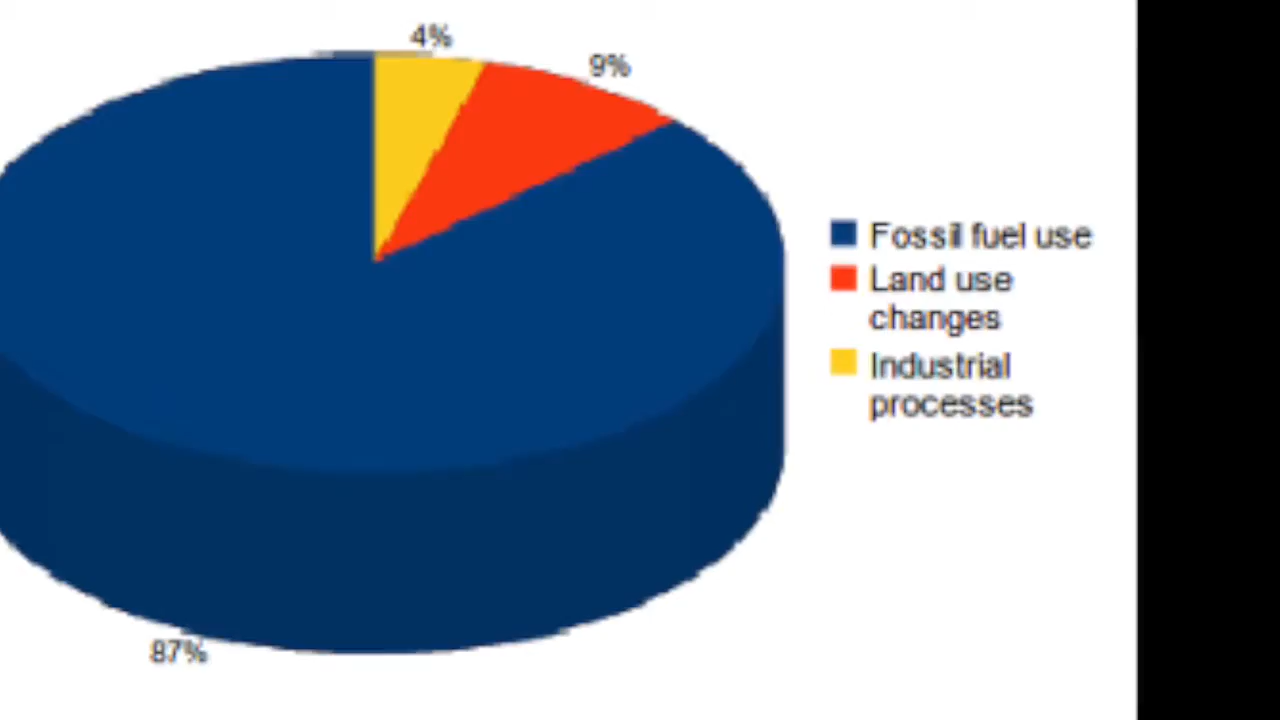 4%
9%
Fossil fuel use
Land use
changes
Industrial
processes
87%